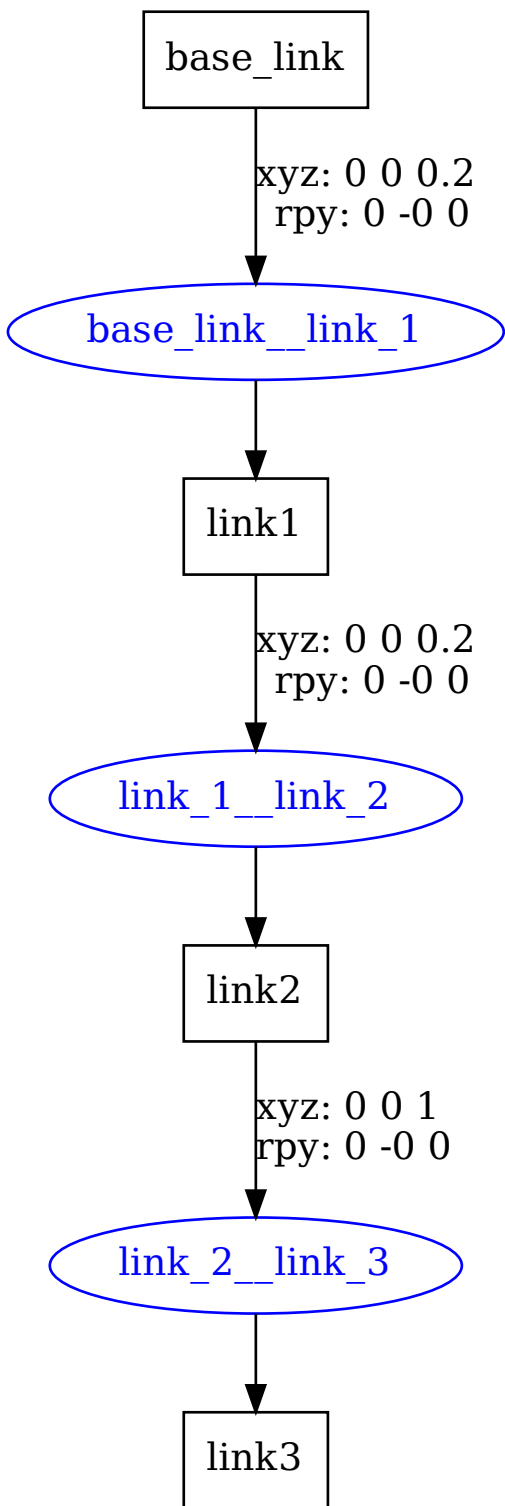 base_link
xyz: 0 0 0.2
rpy: 0 -0 0
base_link__link_1
link1
xyz: 0 0 0.2
rpy: 0 -0 0
link_1__link_2
link2
xyz: 0 0 1
rpy: 0 -0 0
link_2__link_3
link3